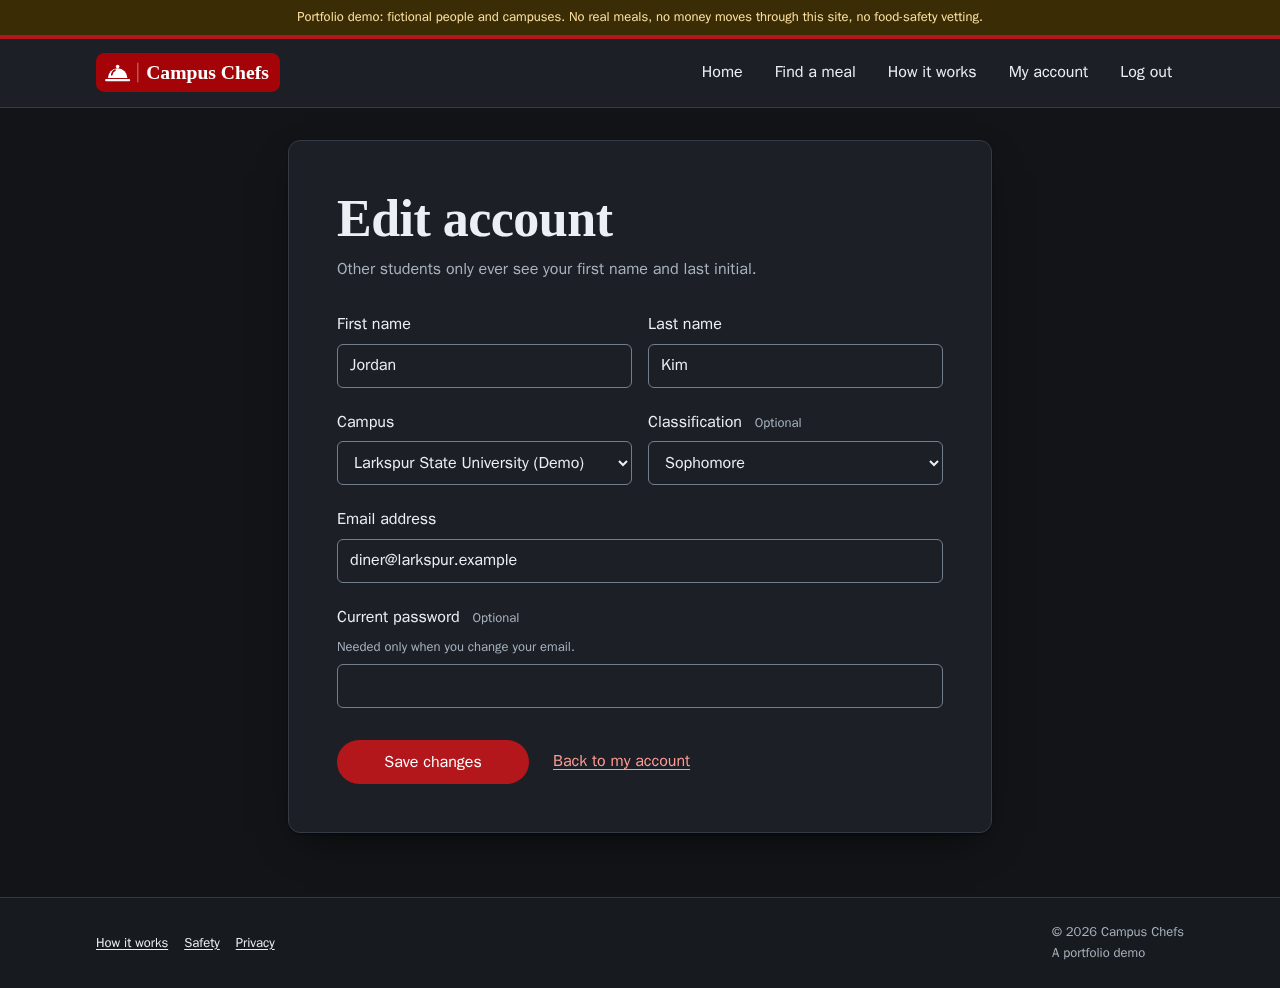 Portfolio demo: fictional people and campuses. No real meals, no money moves through this site, no food-safety vetting.
Campus Chefs
Home Find a meal How it works My account Log out
Edit account
Other students only ever see your first name and last initial.
First name Last name
Jordan Kim
Campus Classification Optional
Larkspur State University (Demo) Sophomore
Email address
diner@larkspur.example
Current password Optional
Needed only when you change your email.
Save changes Back to my account
How it works Safety Privacy
© 2026 Campus Chefs
A portfolio demo